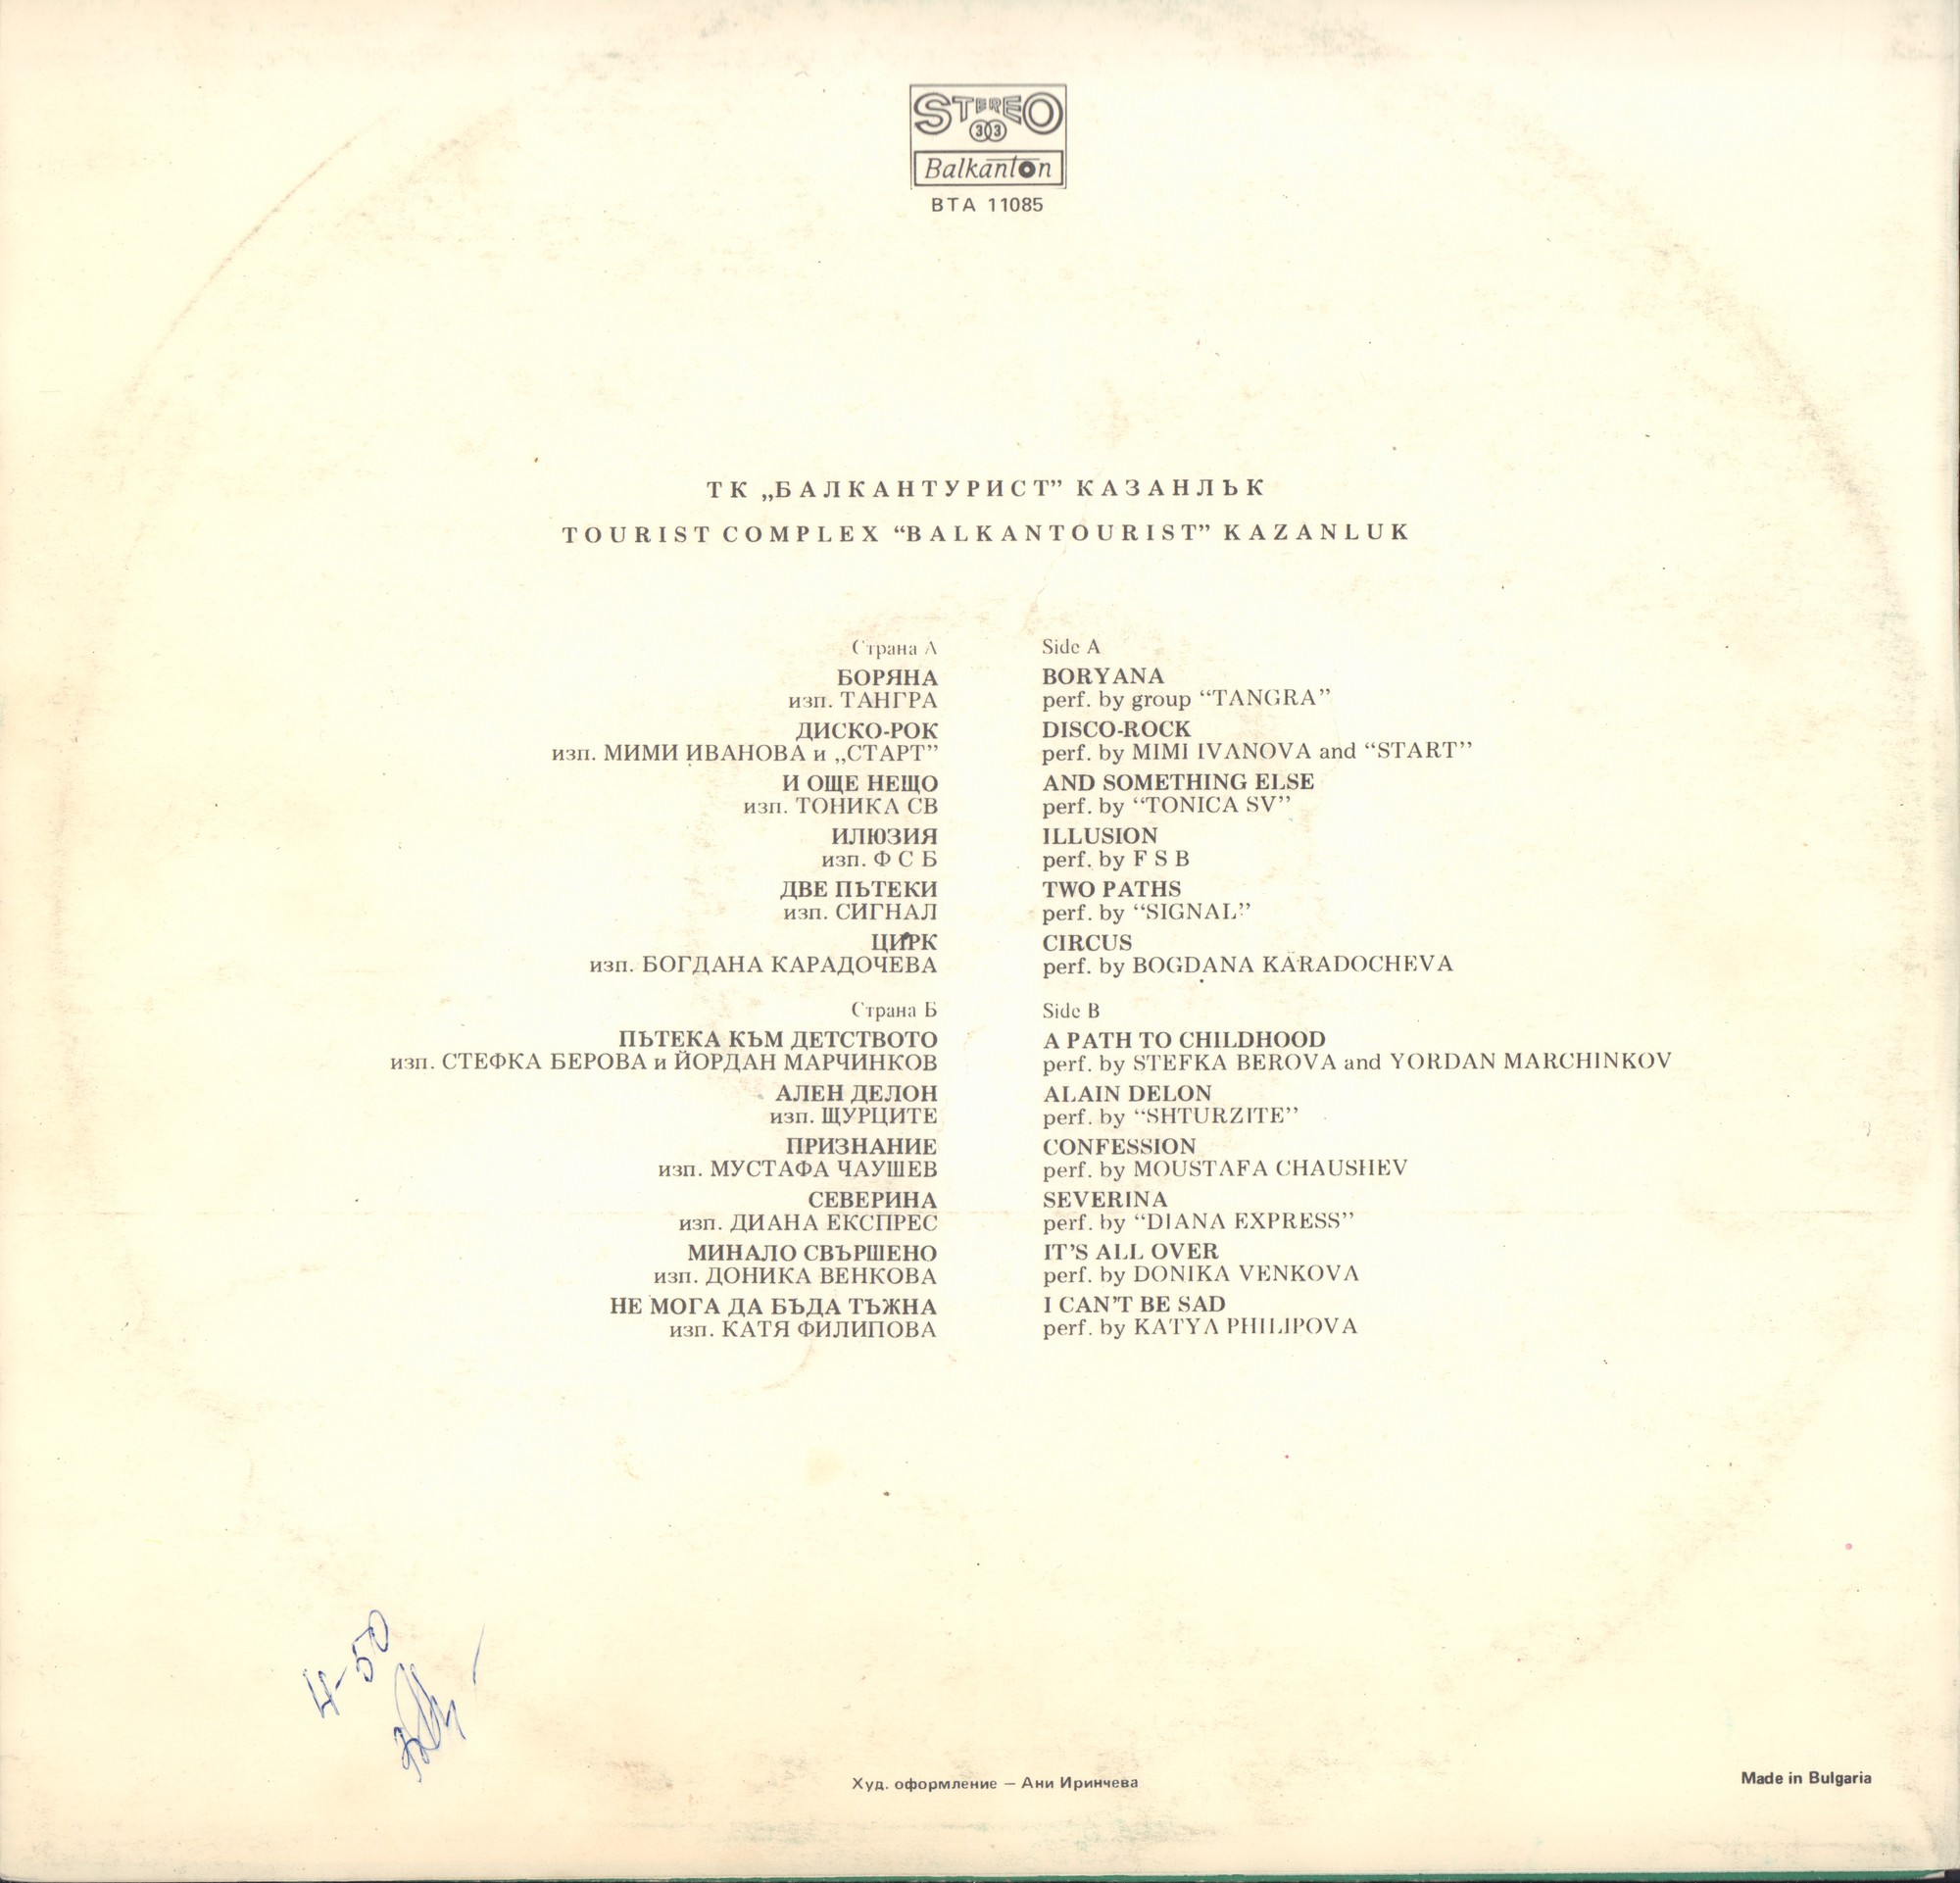 STEREO
33
Balkanton
ВТА 11085
ТК „БАЛКАНТУРИСТ” КАЗАНЛЪК
TOURIST COMPLEX “BALKANTOURIST” KAZANLUK
Страна А
БОРЯНА
изп. ТАНГРА
ДИСКО-РОК
изп. МИМИ ИВАНОВА и „СТАРТ”
И ОЩЕ НЕЩО
изп. ТОНИКА СВ
ИЛЮЗИЯ
изп. Ф С Б
ДВЕ ПЪТЕКИ
изп. СИГНАЛ
ЦИРК
изп. БОГДАНА КАРАДОЧЕВА
Страна Б
ПЪТЕКА КЪМ ДЕТСТВОТО
изп. СТЕФКА БЕРОВА и ЙОРДАН МАРЧИНКОВ
АЛЕН ДЕЛОН
изп. ЩУРЦИТЕ
ПРИЗНАНИЕ
изп. МУСТАФА ЧАУШЕВ
СЕВЕРИНА
изп. ДИАНА ЕКСПРЕС
МИНАЛО СВЪРШЕНО
изп. ДОНИКА ВЕНКОВА
НЕ МОГА ДА БЪДА ТЪЖНА
изп. КАТЯ ФИЛИПОВА
Side A
BORYANA
perf. by group “TANGRA”
DISCO-ROCK
perf. by MIMI IVANOVA and “START”
AND SOMETHING ELSE
perf. by “TONICA SV”
ILLUSION
perf. by F S B
TWO PATHS
perf. by “SIGNAL”
CIRCUS
perf. by BOGDANA KARADOCHEVA
Side B
A PATH TO CHILDHOOD
perf. by STEFKA BEROVA and YORDAN MARCHINKOV
ALAIN DELON
perf. by “SHTURZITE”
CONFESSION
perf. by MOUSTAFA CHAUSHEV
SEVERINA
perf. by “DIANA EXPRESS”
IT’S ALL OVER
perf. by DONIKA VENKOVA
I CAN’T BE SAD
perf. by KATYA PHILIPOVA
4-50
Худ. оформление — Ани Иринчева
Made in Bulgaria